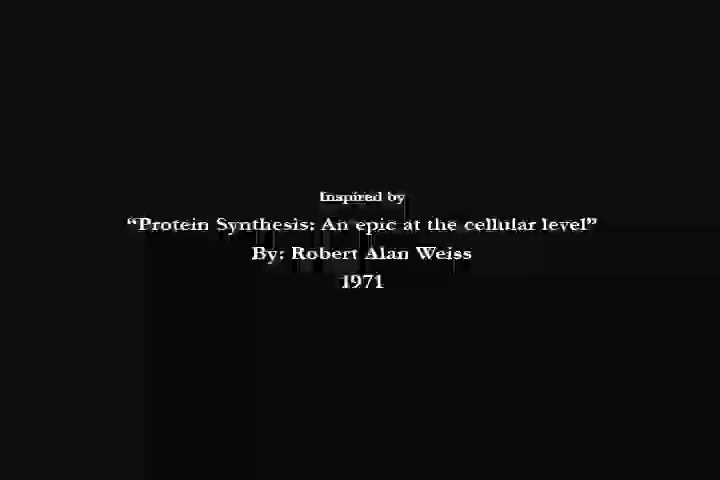 Inspired by
“Protein Synthesis: An epic at the cellular level”
By: Robert Alan Weiss
1971